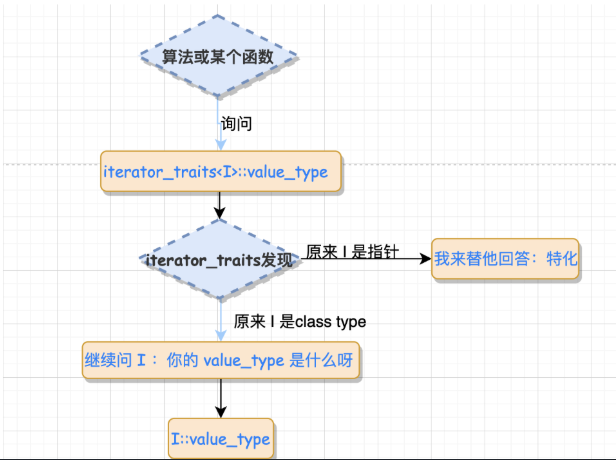 算法或某个函数
询问
iterator_traits<I>::value_type
iterator_traits发现
原来 I 是指针
我来替他回答：特化
原来 I 是class type
继续问 I ：你的 value_type 是什么呀
I::value_type